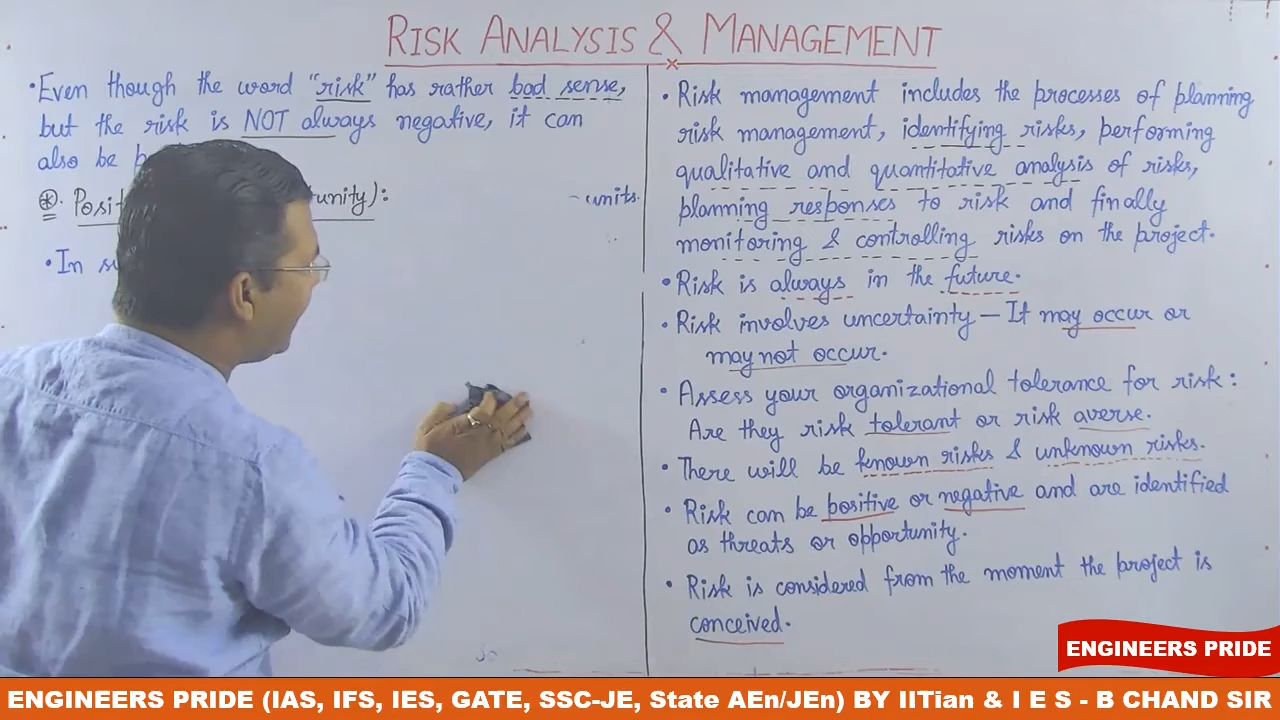 RISK ANALYSIS & MANAGEMENT
• Even though the word "risk" has rather bad sense,
but the risk is NOT always negative, it can
also be
⊛. unity):
- units.
• In
• Risk management includes the processes of planning
risk management, identifying risks, performing
qualitative and quantitative analysis of risks,
planning responses to risk and finally
monitoring & controlling risks on the project.
• Risk is always in the future.
• Risk involves uncertainty – It may occur or
may not occur.
• Assess your organizational tolerance for risk:
Are they risk tolerant or risk averse.
• There will be known risks & unknown risks.
• Risk can be positive or negative and are identified
as threats or opportunity.
• Risk is considered from the moment the project is
conceived.
ENGINEERS PRIDE
ENGINEERS PRIDE (IAS, IFS, IES, GATE, SSC-JE, State AEn/JEn) BY IITian & I E S - B CHAND SIR